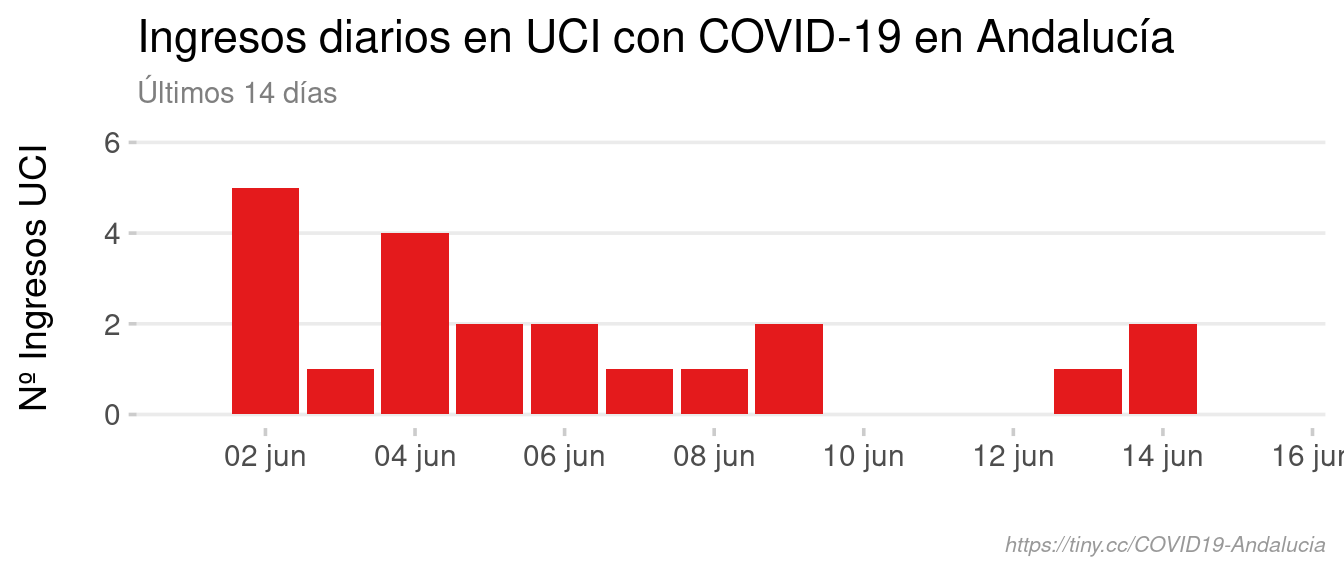 Ingresos diarios en UCI con COVID-19 en Andalucía
Últimos 14 días
Nº Ingresos UCI
6
4
2
0
02 jun
04 jun
06 jun
08 jun
10 jun
12 jun
14 jun
16 jun
https://tiny.cc/COVID19-Andalucia